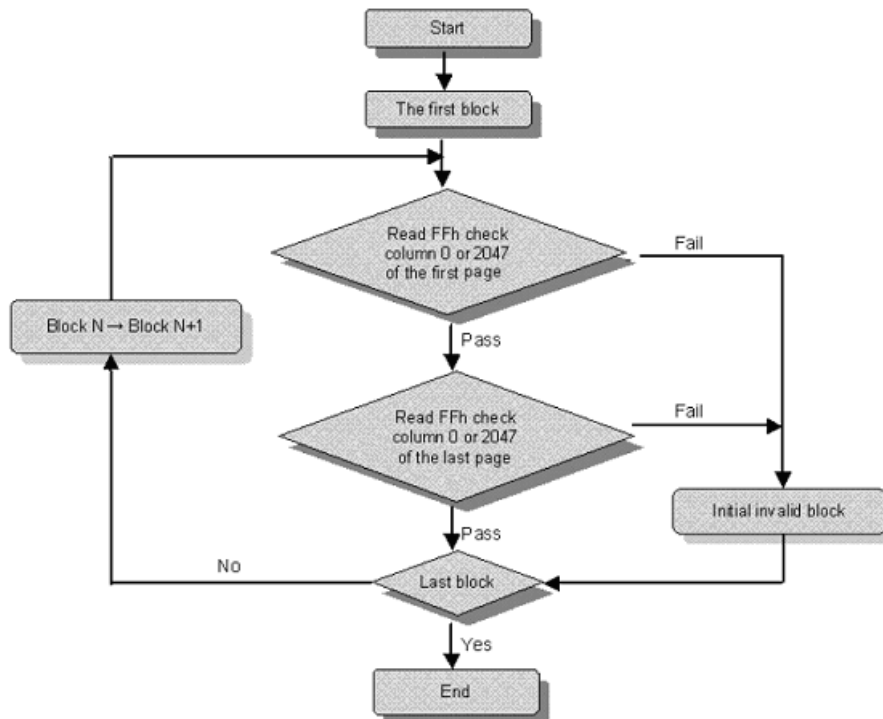 Start
The first block
Read FFh check
column 0 or 2047
of the first page
Fail
Block N → Block N+1
Pass
Read FFh check
column 0 or 2047
of the last page
Fail
Initial invalid block
Pass
No
Last block
Yes
End